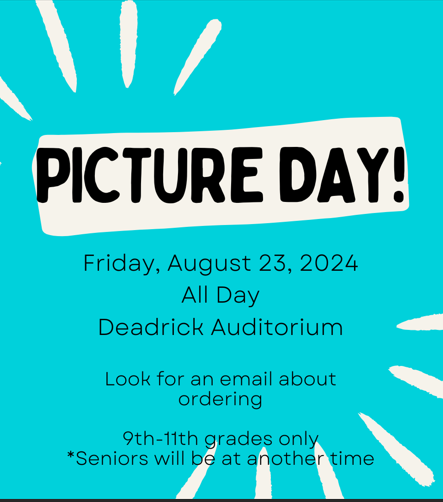 PICTURE DAY!
Friday, August 23, 2024
All Day
Deadrick Auditorium
Look for an email about
ordering
9th-11th grades only
*Seniors will be at another time